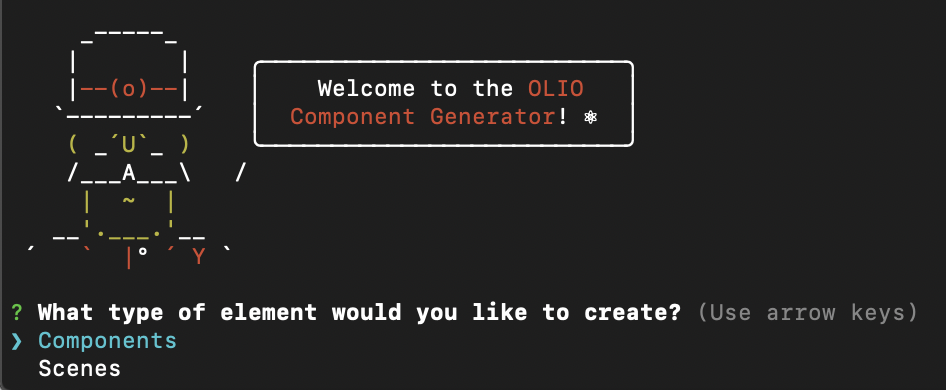 Welcome to the OLIO
Component Generator! ⚛
? What type of element would you like to create? (Use arrow keys)
❯ Components
Scenes